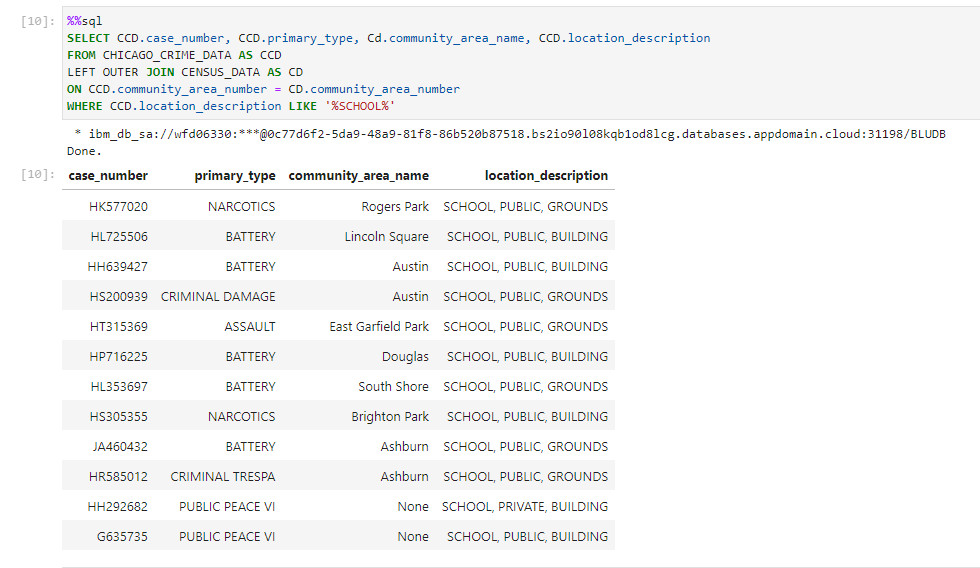 [10]: %%sql
SELECT CCD.case_number, CCD.primary_type, Cd.community_area_name, CCD.location_description
FROM CHICAGO_CRIME_DATA AS CCD
LEFT OUTER JOIN CENSUS_DATA AS CD
ON CCD.community_area_number = CD.community_area_number
WHERE CCD.location_description LIKE '%SCHOOL%'
* ibm_db_sa://wfd06330:***@0c77d6f2-5da9-48a9-81f8-86b520b87518.bs2io90l08kqb1od8lcg.databases.appdomain.cloud:31198/BLUDB
Done.
[10]: case_number primary_type community_area_name location_description
HK577020 NARCOTICS Rogers Park SCHOOL, PUBLIC, GROUNDS
HL725506 BATTERY Lincoln Square SCHOOL, PUBLIC, BUILDING
HH639427 BATTERY Austin SCHOOL, PUBLIC, BUILDING
HS200939 CRIMINAL DAMAGE Austin SCHOOL, PUBLIC, GROUNDS
HT315369 ASSAULT East Garfield Park SCHOOL, PUBLIC, GROUNDS
HP716225 BATTERY Douglas SCHOOL, PUBLIC, BUILDING
HL353697 BATTERY South Shore SCHOOL, PUBLIC, GROUNDS
HS305355 NARCOTICS Brighton Park SCHOOL, PUBLIC, BUILDING
JA460432 BATTERY Ashburn SCHOOL, PUBLIC, GROUNDS
HR585012 CRIMINAL TRESPA Ashburn SCHOOL, PUBLIC, GROUNDS
HH292682 PUBLIC PEACE VI None SCHOOL, PRIVATE, BUILDING
G635735 PUBLIC PEACE VI None SCHOOL, PUBLIC, BUILDING